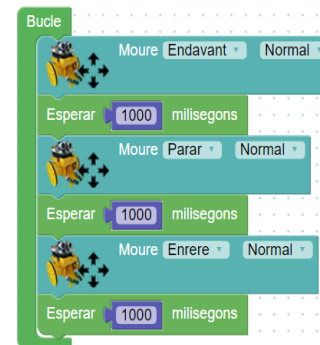 Bucle
Moure Endavant Normal
Esperar 1000 milisegons
Moure Parar Normal
Esperar 1000 milisegons
Moure Enrere Normal
Esperar 1000 milisegons